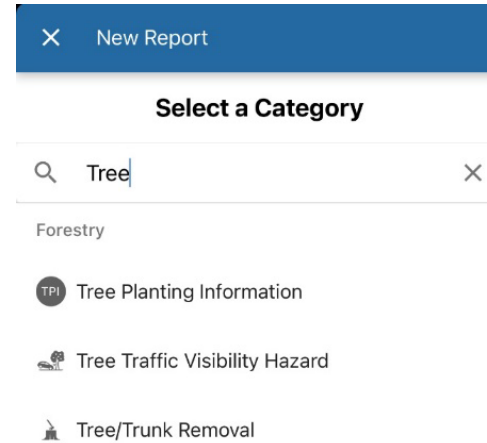 New Report
Select a Category
Tree
Forestry
TPI Tree Planting Information
Tree Traffic Visibility Hazard
Tree/Trunk Removal